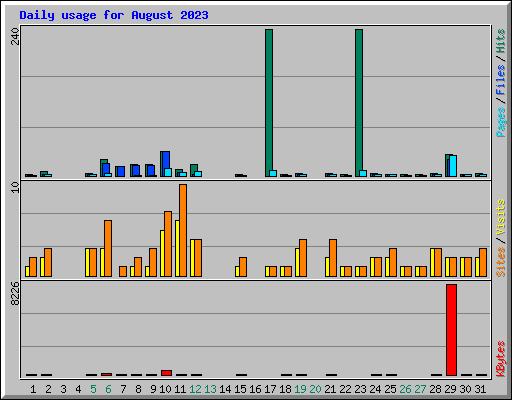 Daily usage for August 2023
240
Pages / Files / Hits
10
Sites / Visits
8226
KBytes
1 2 3 4 5 6 7 8 9 10 11 12 13 14 15 16 17 18 19 20 21 22 23 24 25 26 27 28 29 30 31